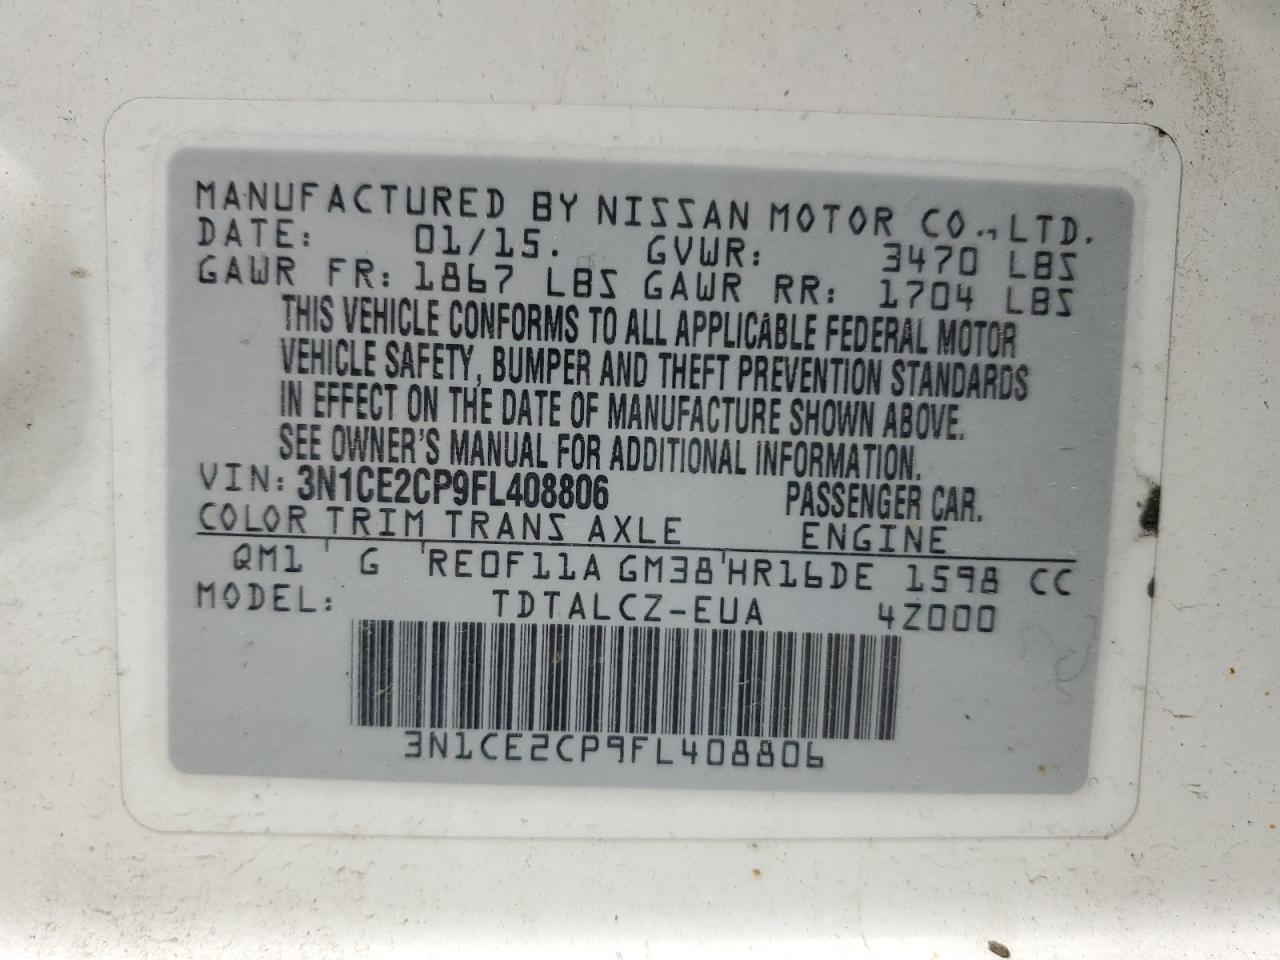 MANUFACTURED BY NISSAN MOTOR CO., LTD.
DATE: 01/15. GVWR: 3470 LBS
GAWR FR: 1867 LBS GAWR RR: 1704 LBS
THIS VEHICLE CONFORMS TO ALL APPLICABLE FEDERAL MOTOR
VEHICLE SAFETY, BUMPER AND THEFT PREVENTION STANDARDS
IN EFFECT ON THE DATE OF MANUFACTURE SHOWN ABOVE.
SEE OWNER'S MANUAL FOR ADDITIONAL INFORMATION.
VIN: 3N1CE2CP9FL408806 PASSENGER CAR.
COLOR TRIM TRANS AXLE ENGINE
QM1 G RE0F11A GM38 HR16DE 1598 CC
MODEL: TDTALCZ-EUA 4Z000
3N1CE2CP9FL408806